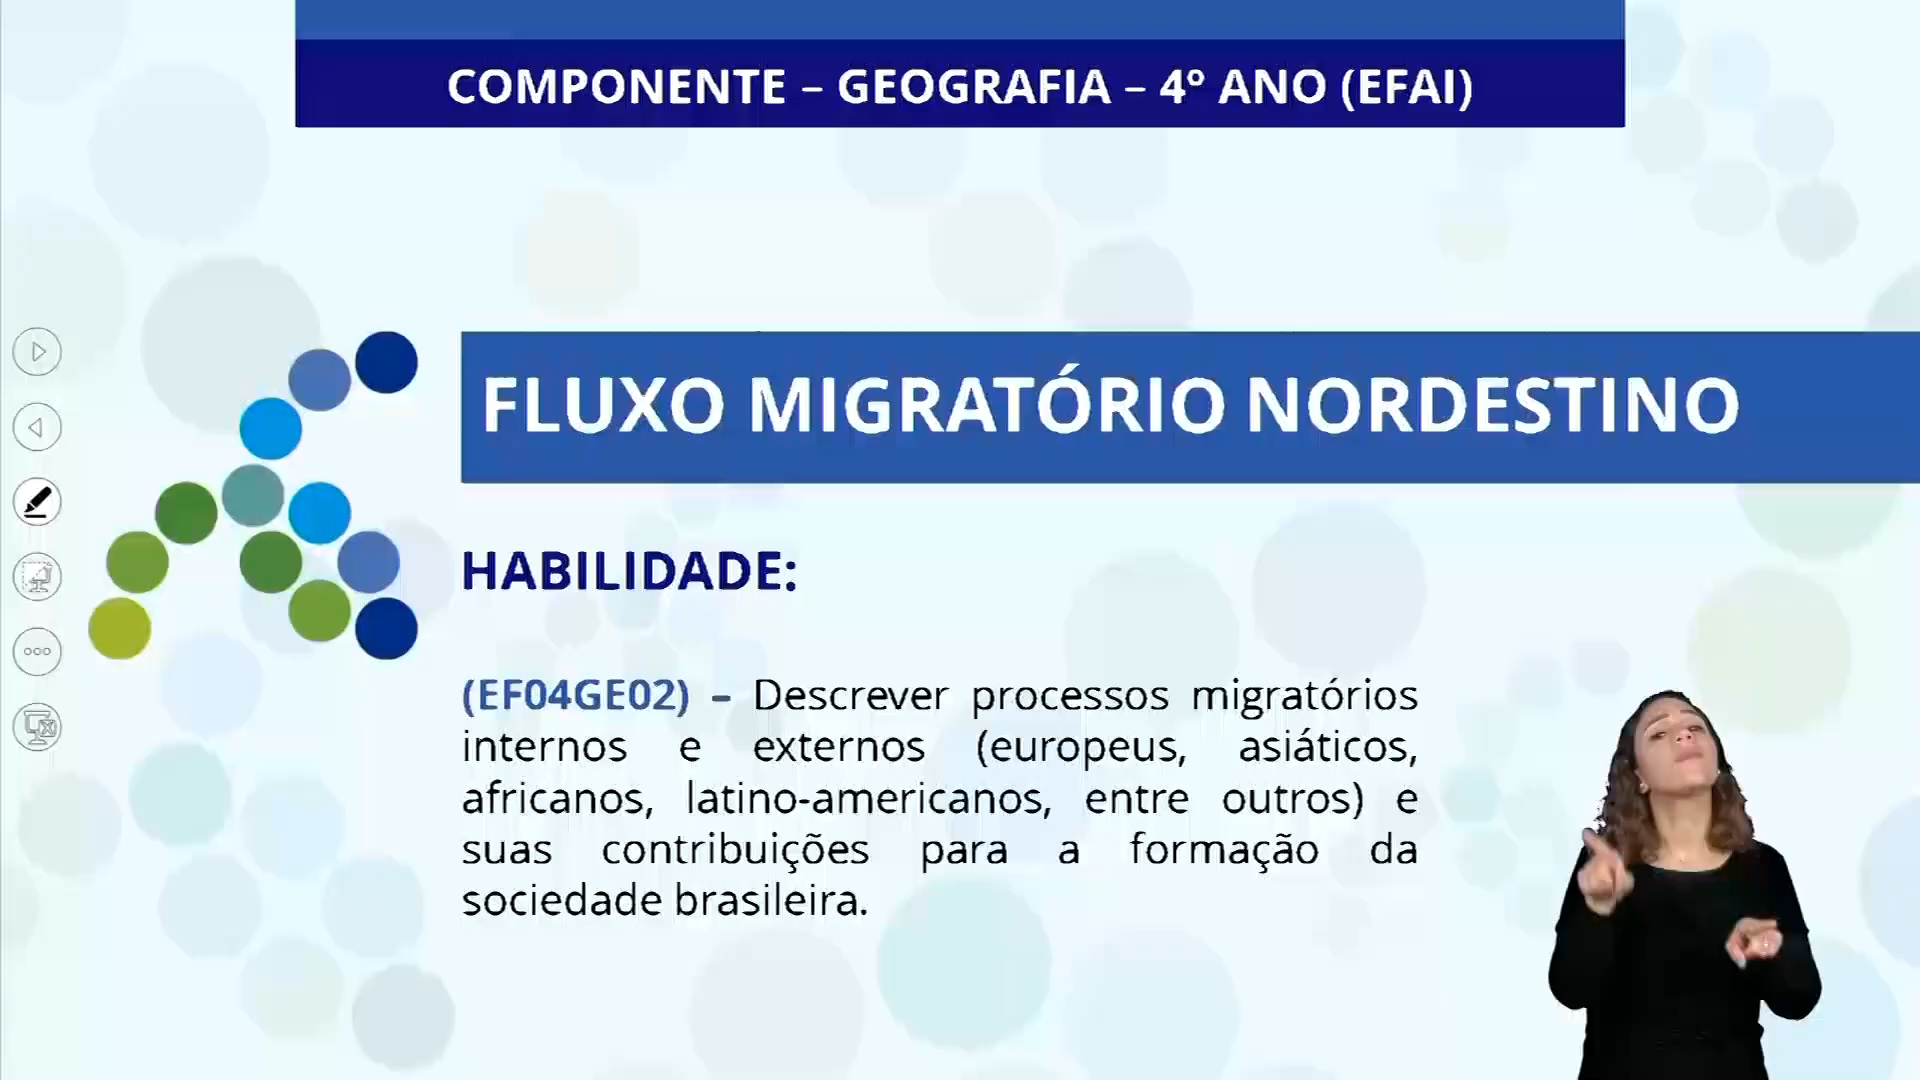 COMPONENTE – GEOGRAFIA – 4º ANO (EFAI)
FLUXO MIGRATÓRIO NORDESTINO
HABILIDADE:
(EF04GE02) – Descrever processos migratórios
internos e externos (europeus, asiáticos,
africanos, latino-americanos, entre outros) e
suas contribuições para a formação da
sociedade brasileira.